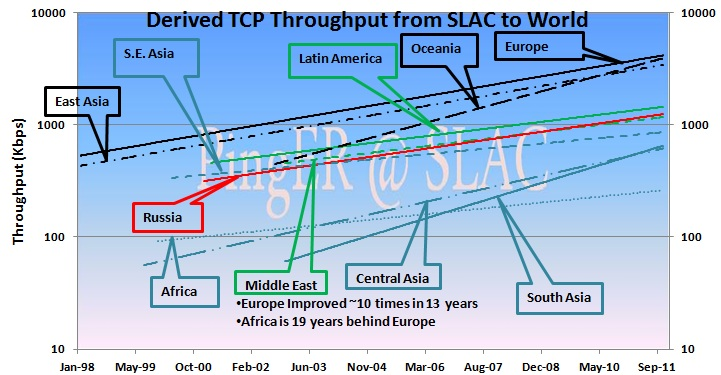 Derived TCP Throughput from SLAC to World
10000
10000
1000
1000
100
100
10
10
Throughput (Kbps)
S.E. Asia
Latin America
Oceania
Europe
East Asia
PingER @ SLAC
Russia
Africa
Middle East
Central Asia
South Asia
•Europe Improved ~10 times in 13 years
•Africa is 19 years behind Europe
Jan-98 May-99 Oct-00 Feb-02 Jun-03 Nov-04 Mar-06 Aug-07 Dec-08 May-10 Sep-11